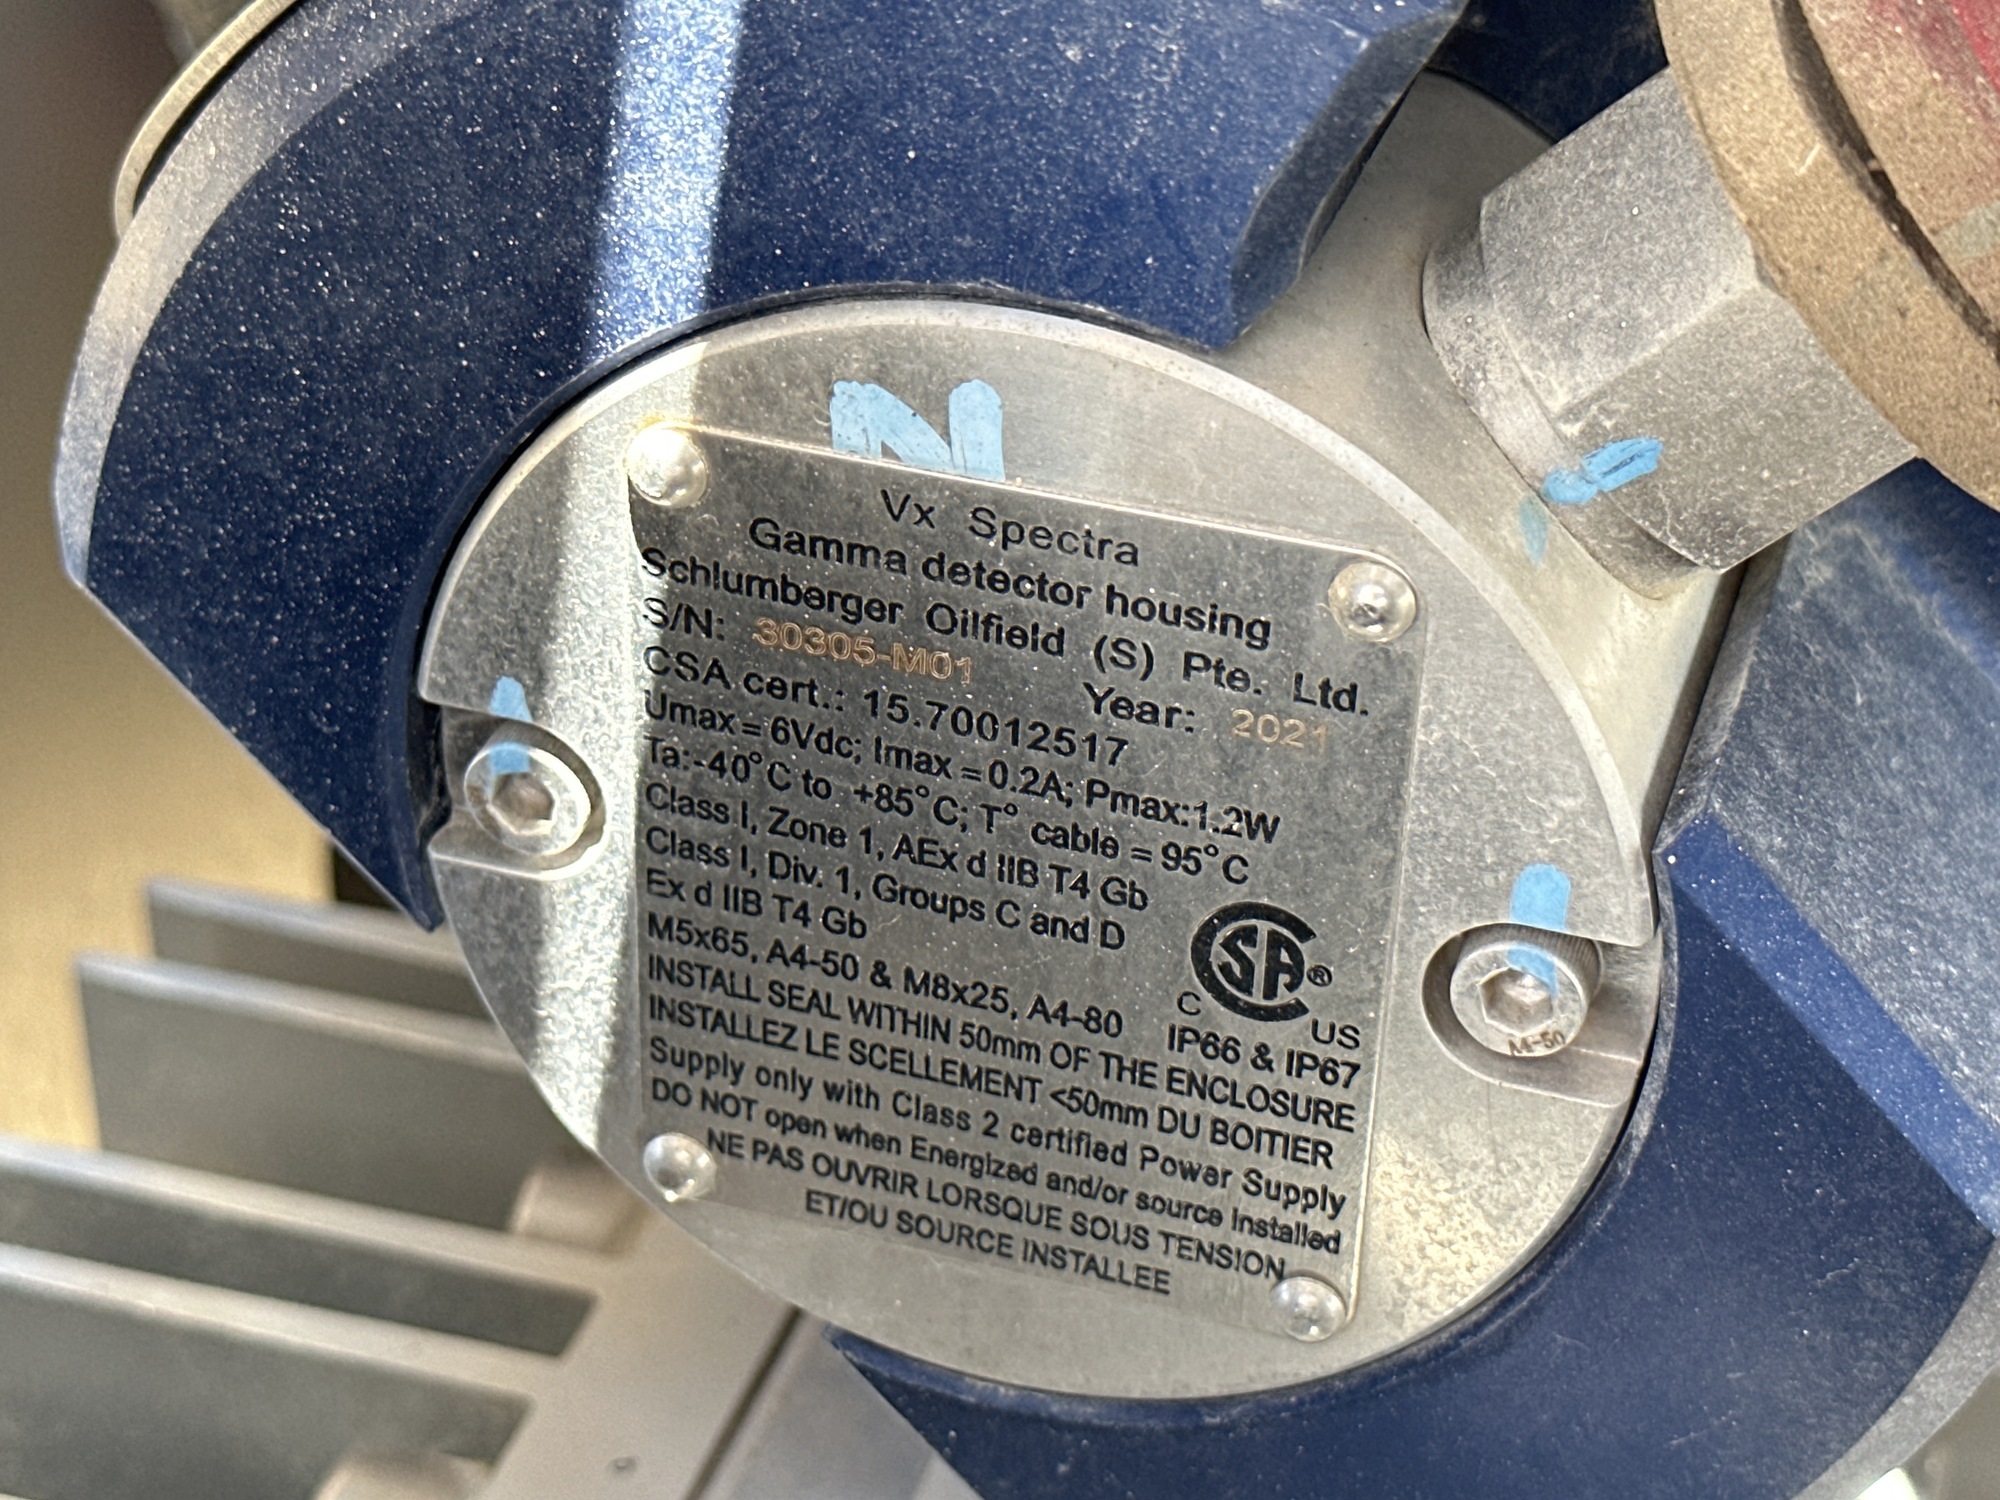 N
Vx Spectra
Gamma detector housing
Schlumberger Oilfield (S) Pte. Ltd.
S/N: 30305-M01 Year: 2021
CSA cert.: 15.70012517
Umax = 6Vdc; Imax = 0.2A; Pmax:1.2W
Ta:-40°C to +85°C; T° cable = 95°C
Class I, Zone 1, AEx d IIB T4 Gb
Class I, Div. 1, Groups C and D
Ex d IIB T4 Gb
CSA®
C US
M5x65, A4-50 & M8x25, A4-80 IP66 & IP67
INSTALL SEAL WITHIN 50mm OF THE ENCLOSURE
INSTALLEZ LE SCELLEMENT <50mm DU BOITIER
Supply only with Class 2 certified Power Supply
DO NOT open when Energized and/or source Installed
NE PAS OUVRIR LORSQUE SOUS TENSION
ET/OU SOURCE INSTALLEE
A4-50